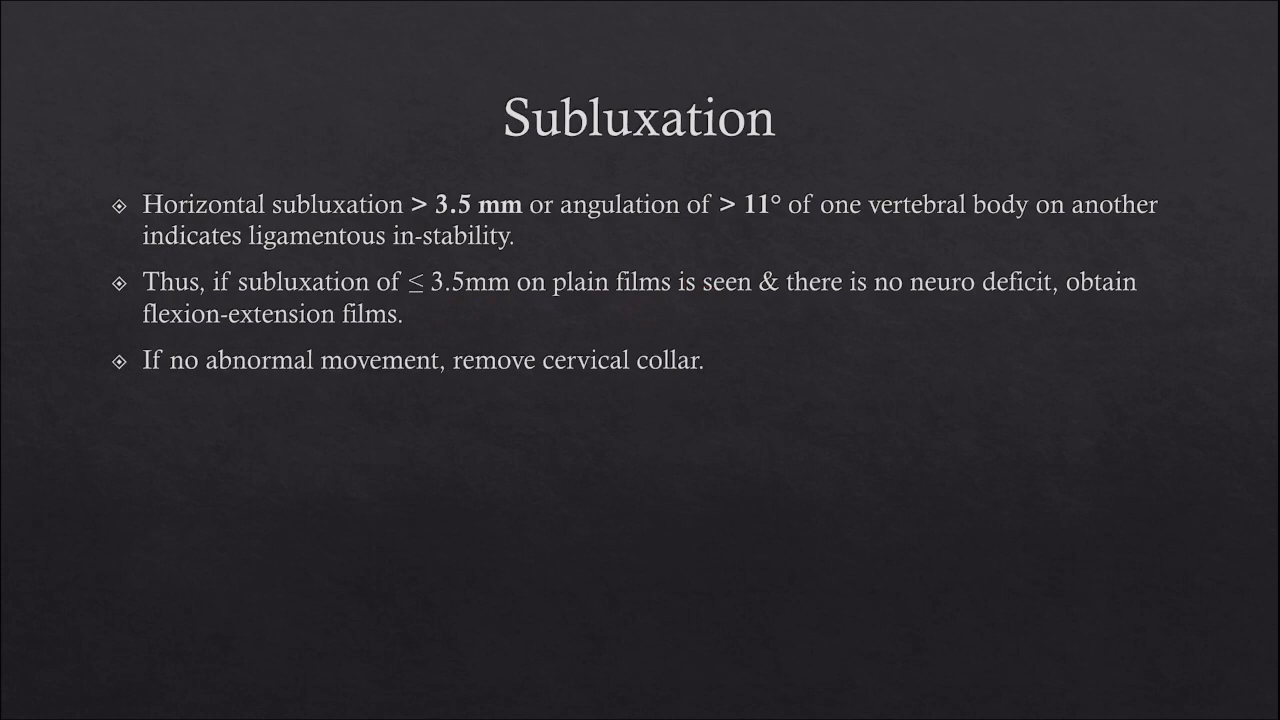 Subluxation
Horizontal subluxation > 3.5 mm or angulation of > 11° of one vertebral body on another
indicates ligamentous in-stability.
Thus, if subluxation of ≤ 3.5mm on plain films is seen & there is no neuro deficit, obtain
flexion-extension films.
If no abnormal movement, remove cervical collar.